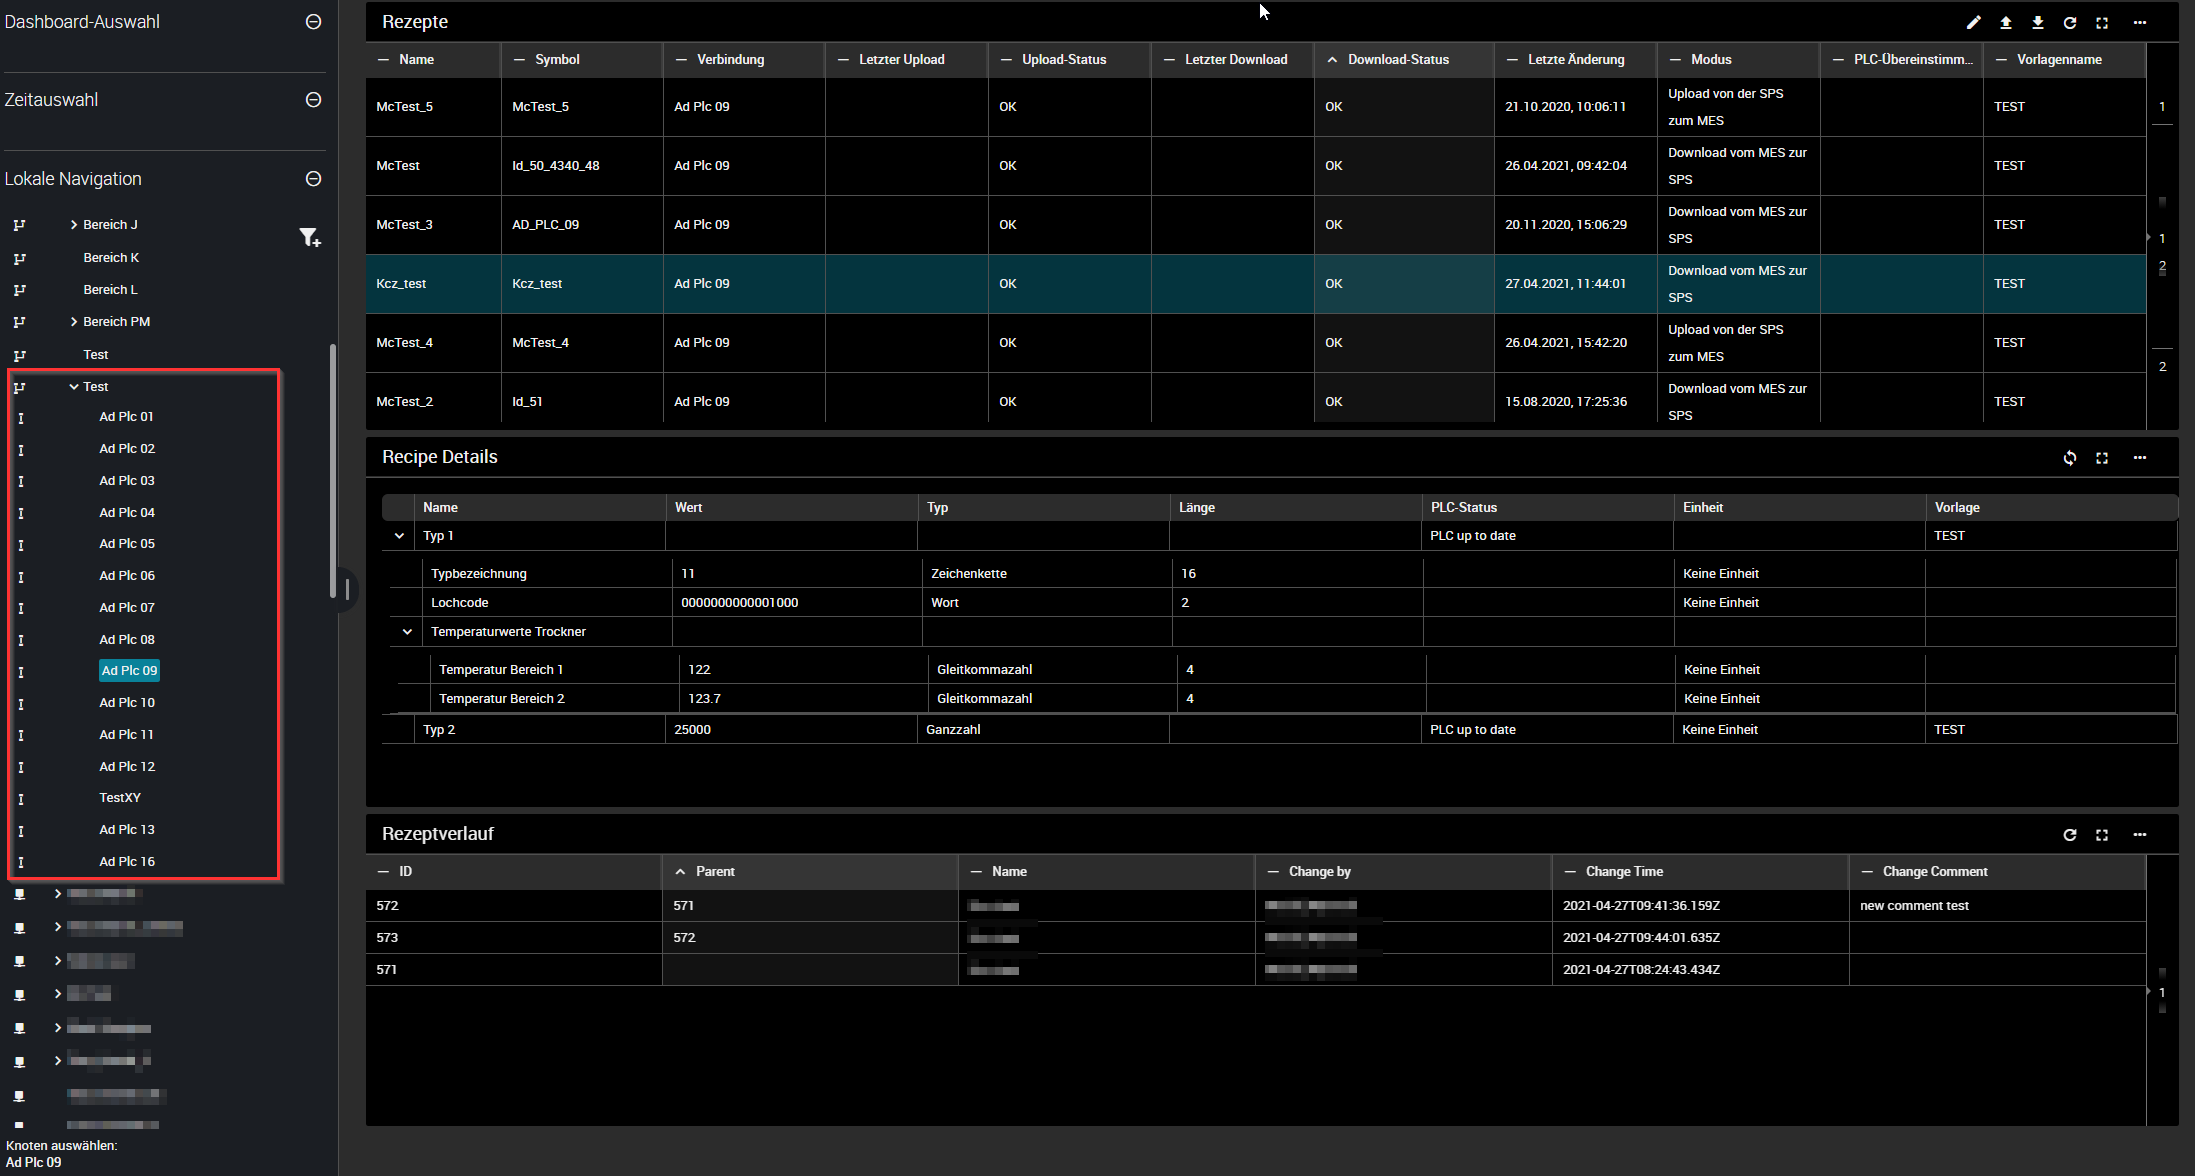 Dashboard-Auswahl
Zeitauswahl
Lokale Navigation
Bereich J
Bereich K
Bereich L
Bereich PM
Test
Test
Ad Plc 01
Ad Plc 02
Ad Plc 03
Ad Plc 04
Ad Plc 05
Ad Plc 06
Ad Plc 07
Ad Plc 08
Ad Plc 09
Ad Plc 10
Ad Plc 11
Ad Plc 12
TestXY
Ad Plc 13
Ad Plc 16
Knoten auswählen:
Ad Plc 09
Rezepte
Name Symbol Verbindung Letzter Upload Upload-Status Letzter Download Download-Status Letzte Änderung Modus PLC-Übereinstimm... Vorlagenname
McTest_5 McTest_5 Ad Plc 09 OK OK 21.10.2020, 10:06:11 Upload von der SPS zum MES TEST
McTest Id_50_4340_48 Ad Plc 09 OK OK 26.04.2021, 09:42:04 Download vom MES zur SPS TEST
McTest_3 AD_PLC_09 Ad Plc 09 OK OK 20.11.2020, 15:06:29 Download vom MES zur SPS TEST
Kcz_test Kcz_test Ad Plc 09 OK OK 27.04.2021, 11:44:01 Download vom MES zur SPS TEST
McTest_4 McTest_4 Ad Plc 09 OK OK 26.04.2021, 15:42:20 Upload von der SPS zum MES TEST
McTest_2 Id_51 Ad Plc 09 OK OK 15.08.2020, 17:25:36 Download vom MES zur SPS TEST
1
1
2
2
Recipe Details
Name Wert Typ Länge PLC-Status Einheit Vorlage
Typ 1 PLC up to date TEST
Typbezeichnung 11 Zeichenkette 16 Keine Einheit
Lochcode 0000000000001000 Wort 2 Keine Einheit
Temperaturwerte Trockner
Temperatur Bereich 1 122 Gleitkommazahl 4 Keine Einheit
Temperatur Bereich 2 123.7 Gleitkommazahl 4 Keine Einheit
Typ 2 25000 Ganzzahl PLC up to date Keine Einheit TEST
Rezeptverlauf
ID Parent Name Change by Change Time Change Comment
572 571 2021-04-27T09:41:36.159Z new comment test
573 572 2021-04-27T09:44:01.635Z
571 2021-04-27T08:24:43.434Z
1